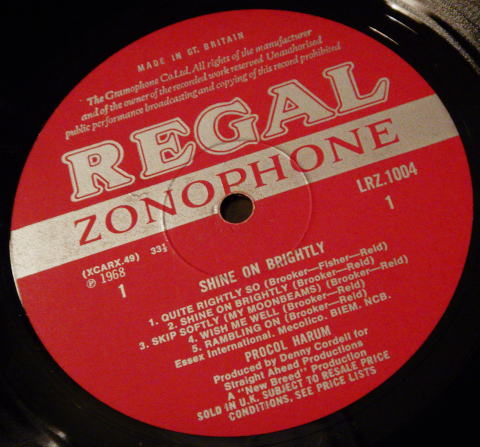 MADE IN GT. BRITAIN
The Gramophone Co. Ltd. All rights of the manufacturer
and of the owner of the recorded work reserved Unauthorised
public performance broadcasting and copying of this record prohibited
REGAL
ZONOPHONE
LRZ.1004
1
(XCARX.49) 33⅓
℗ 1968
1
SHINE ON BRIGHTLY
1. QUITE RIGHTLY SO (Brooker—Fisher—Reid)
2. SHINE ON BRIGHTLY (Brooker—Reid)
3. SKIP SOFTLY (MY MOONBEAMS) (Brooker—Reid)
4. WISH ME WELL (Brooker—Reid)
5. RAMBLING ON (Brooker—Reid)
Essex International. Mecolico. BIEM. NCB.
PROCOL HARUM
Produced by Denny Cordell for
Straight Ahead Productions
A "New Breed" Production
SOLD IN U.K. SUBJECT TO RESALE PRICE
CONDITIONS, SEE PRICE LISTS